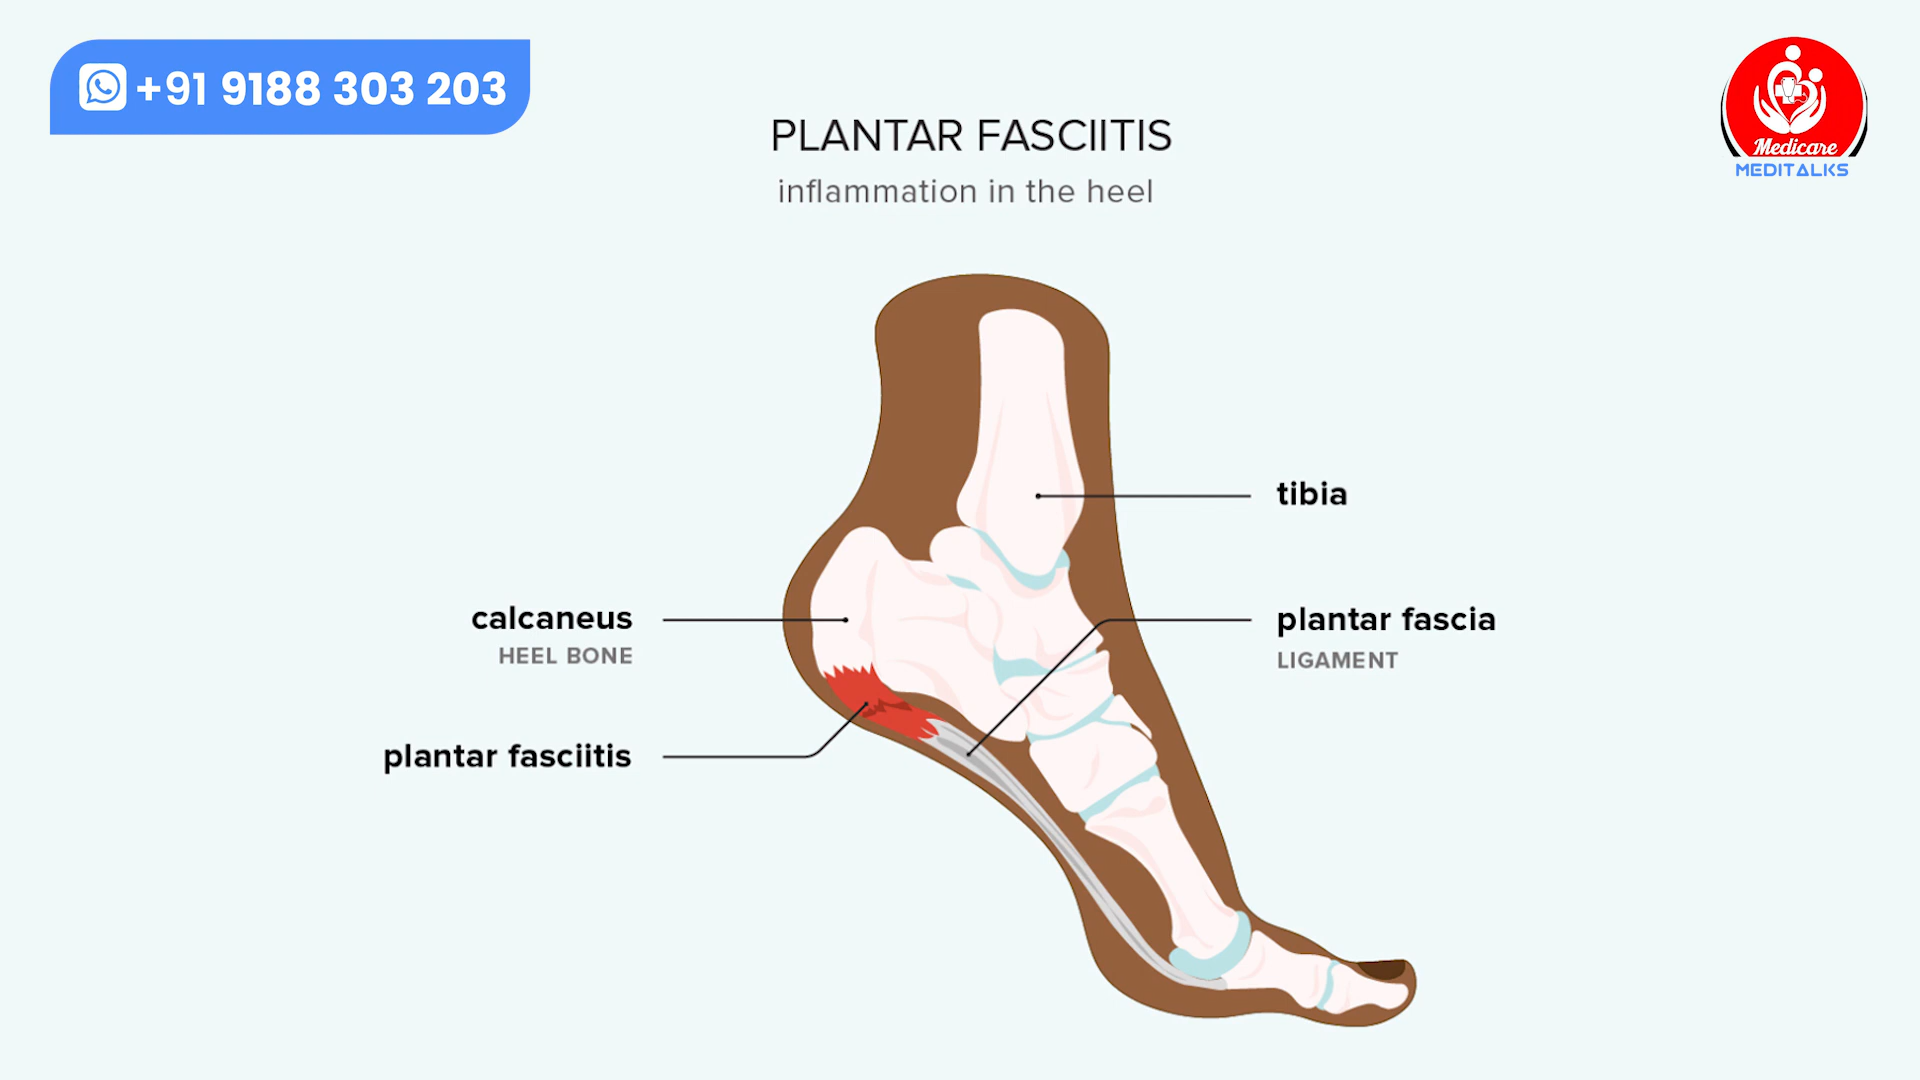 +91 9188 303 203
Medicare
MEDITALKS
PLANTAR FASCIITIS
inflammation in the heel
tibia
calcaneus
HEEL BONE
plantar fascia
LIGAMENT
plantar fasciitis